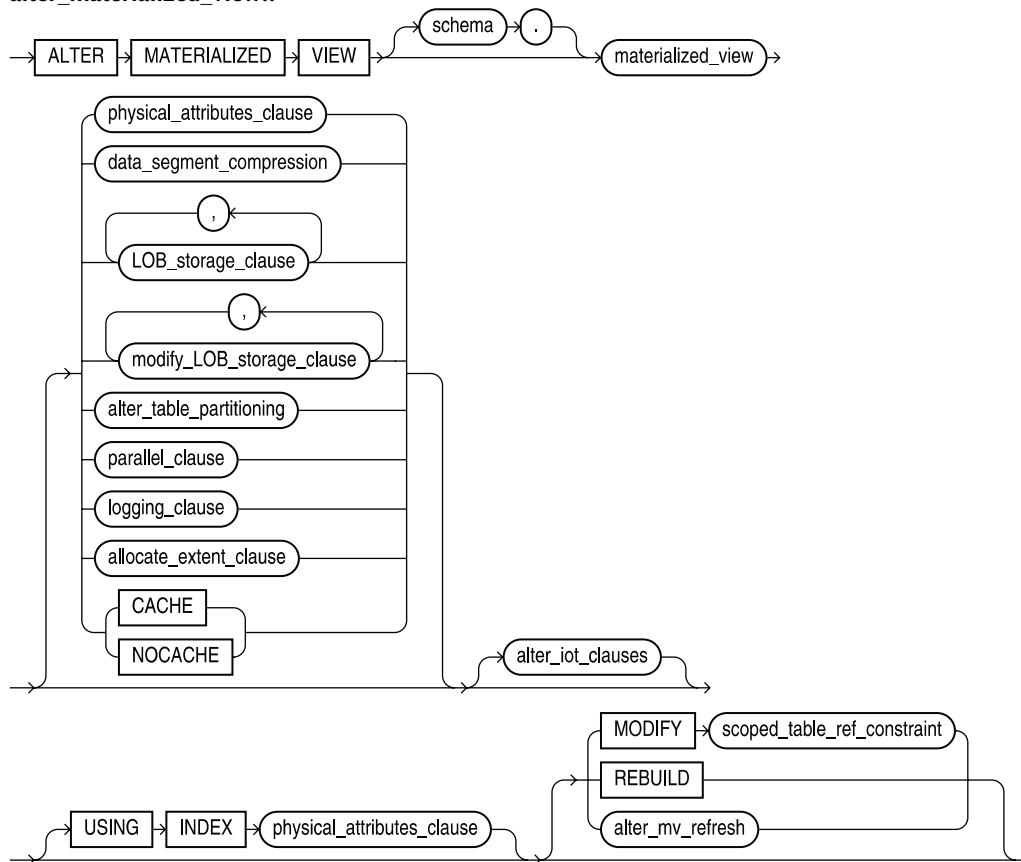 alter_materialized_view::=
schema .
ALTER MATERIALIZED VIEW materialized_view
physical_attributes_clause
data_segment_compression
,
LOB_storage_clause
,
modify_LOB_storage_clause
alter_table_partitioning
parallel_clause
logging_clause
allocate_extent_clause
CACHE
NOCACHE
alter_iot_clauses
MODIFY scoped_table_ref_constraint
REBUILD
USING INDEX physical_attributes_clause alter_mv_refresh